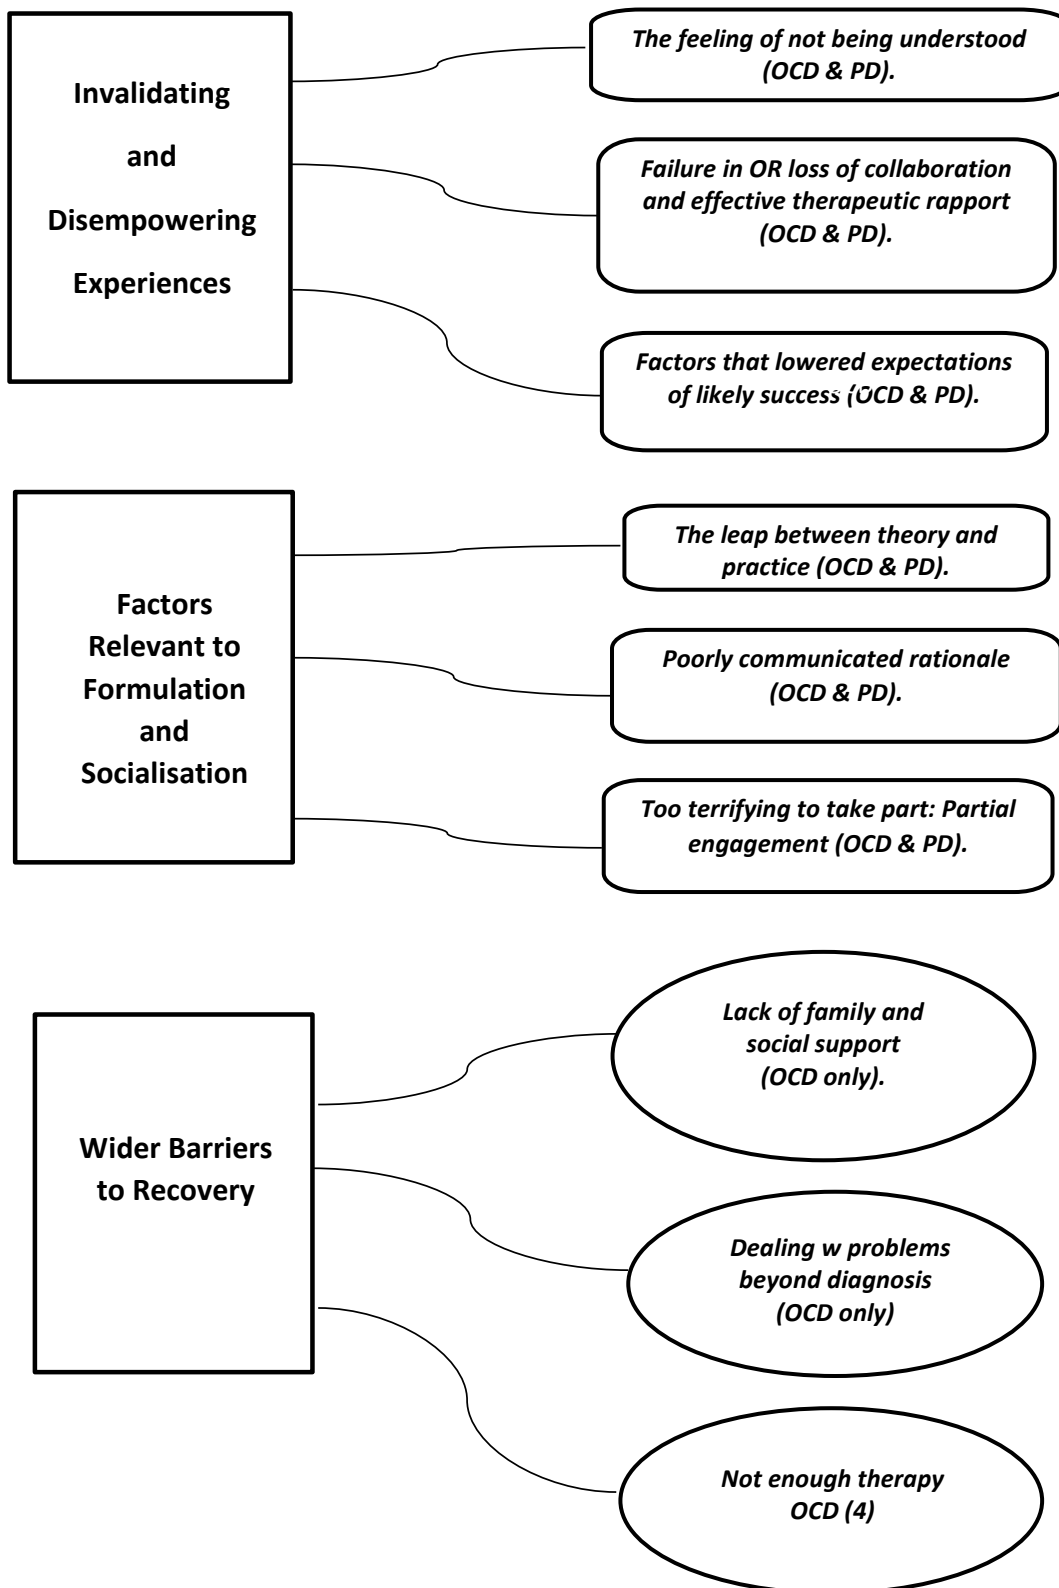 Invalidating
and
Disempowering
Experiences
The feeling of not being understood
(OCD & PD).
Failure in OR loss of collaboration
and effective therapeutic rapport
(OCD & PD).
Factors that lowered expectations
of likely success (OCD & PD).
Factors
Relevant to
Formulation
and
Socialisation
The leap between theory and
practice (OCD & PD).
Poorly communicated rationale
(OCD & PD).
Too terrifying to take part: Partial
engagement (OCD & PD).
Wider Barriers
to Recovery
Lack of family and
social support
(OCD only).
Dealing w problems
beyond diagnosis
(OCD only)
Not enough therapy
OCD (4)